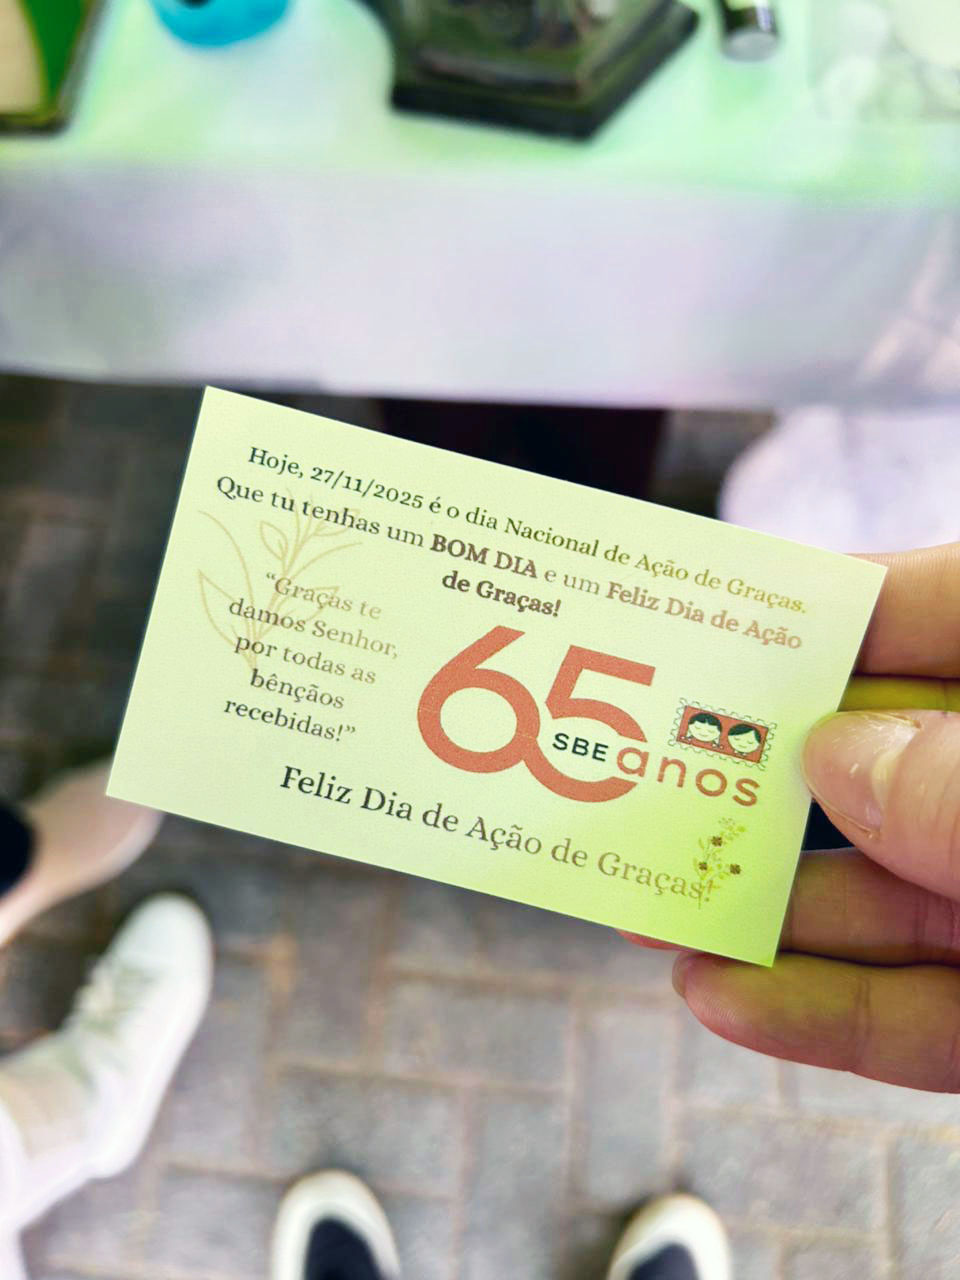 Hoje, 27/11/2025 é o dia Nacional de Ação de Graças.
Que tu tenhas um BOM DIA e um Feliz Dia de Ação
de Graças!
“Graças te
damos Senhor,
por todas as
bênçãos
recebidas!”
65
SBE anos
Feliz Dia de Ação de Graças!